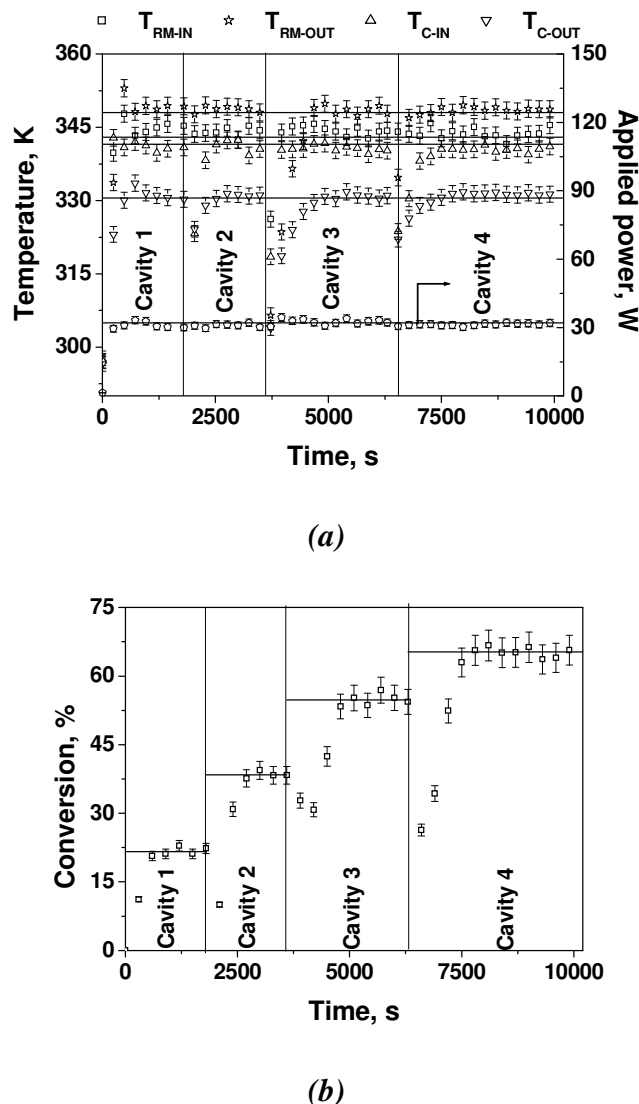 T_RM-IN T_RM-OUT T_C-IN T_C-OUT
360
345
330
315
300
Temperature, K
150
120
90
60
30
0
Applied power, W
Cavity 1
Cavity 2
Cavity 3
Cavity 4
0 2500 5000 7500 10000
Time, s
(a)
75
60
45
30
15
0
Conversion, %
Cavity 1
Cavity 2
Cavity 3
Cavity 4
0 2500 5000 7500 10000
Time, s
(b)